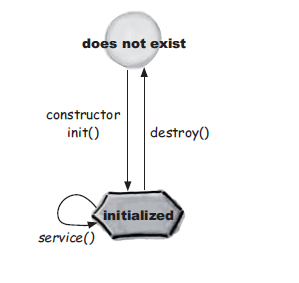 does not exist
constructor
init()
destroy()
initialized
service()